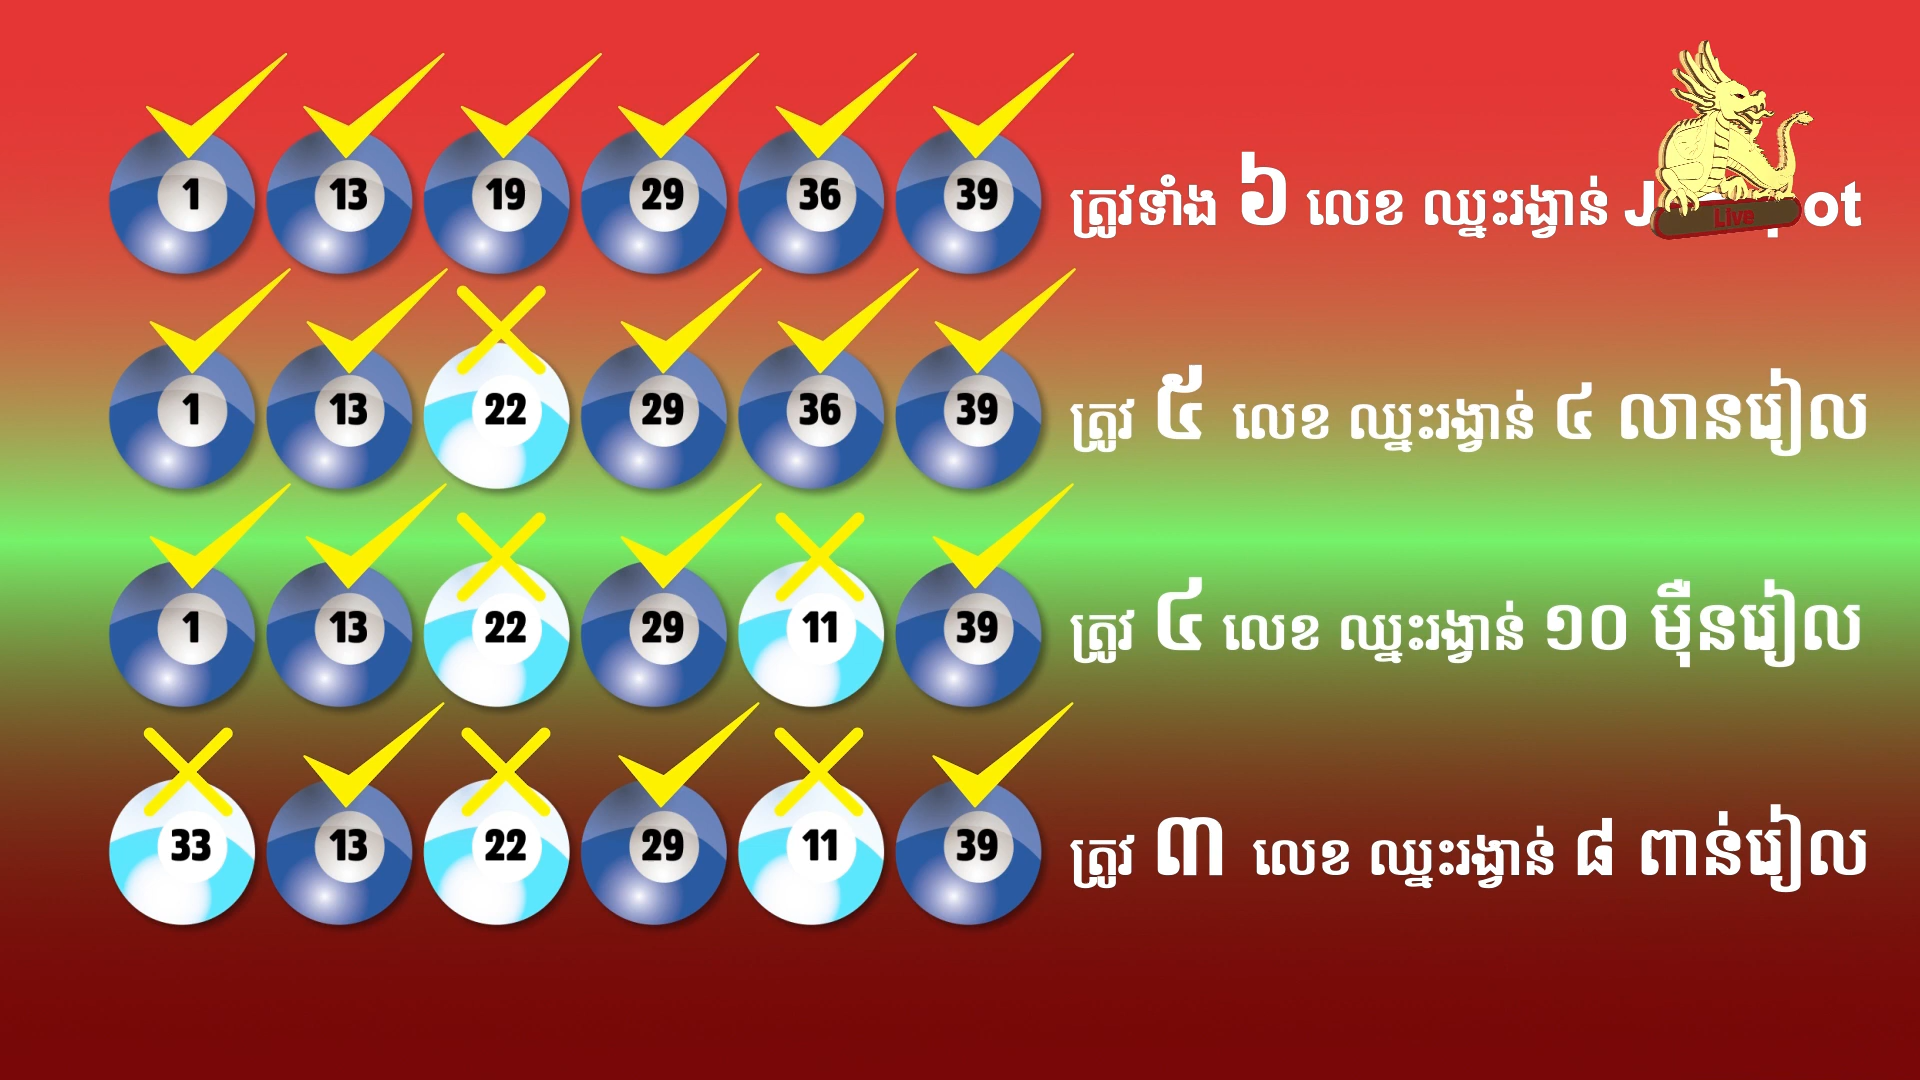 1 13 19 29 36 39 ត្រូវទាំង ៦ លេខ ឈ្នះរង្វាន់
Live
1 13 22 29 36 39 ត្រូវ ៥ លេខ ឈ្នះរង្វាន់ ៤ លានរៀល
1 13 22 29 11 39 ត្រូវ ៤ លេខ ឈ្នះរង្វាន់ ១០ ម៉ឺនរៀល
33 13 22 29 11 39 ត្រូវ ៣ លេខ ឈ្នះរង្វាន់ ៨ ពាន់រៀល